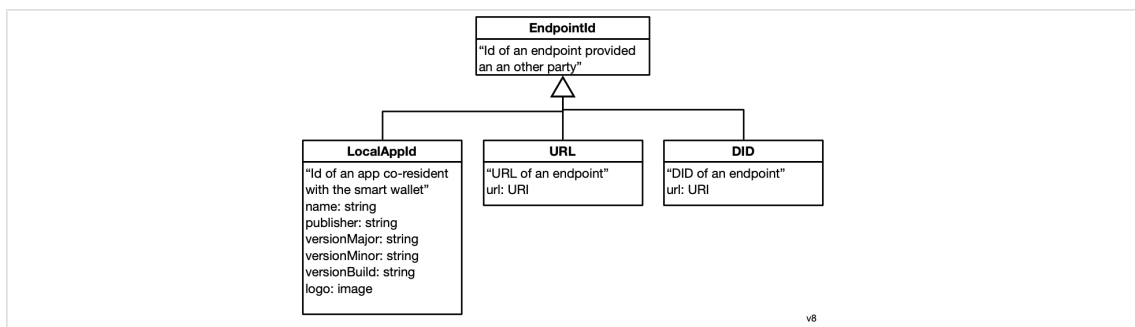 EndpointId
“Id of an endpoint provided
an an other party”
LocalAppId
“Id of an app co-resident
with the smart wallet”
name: string
publisher: string
versionMajor: string
versionMinor: string
versionBuild: string
logo: image
URL
“URL of an endpoint”
url: URI
DID
“DID of an endpoint”
url: URI
v8